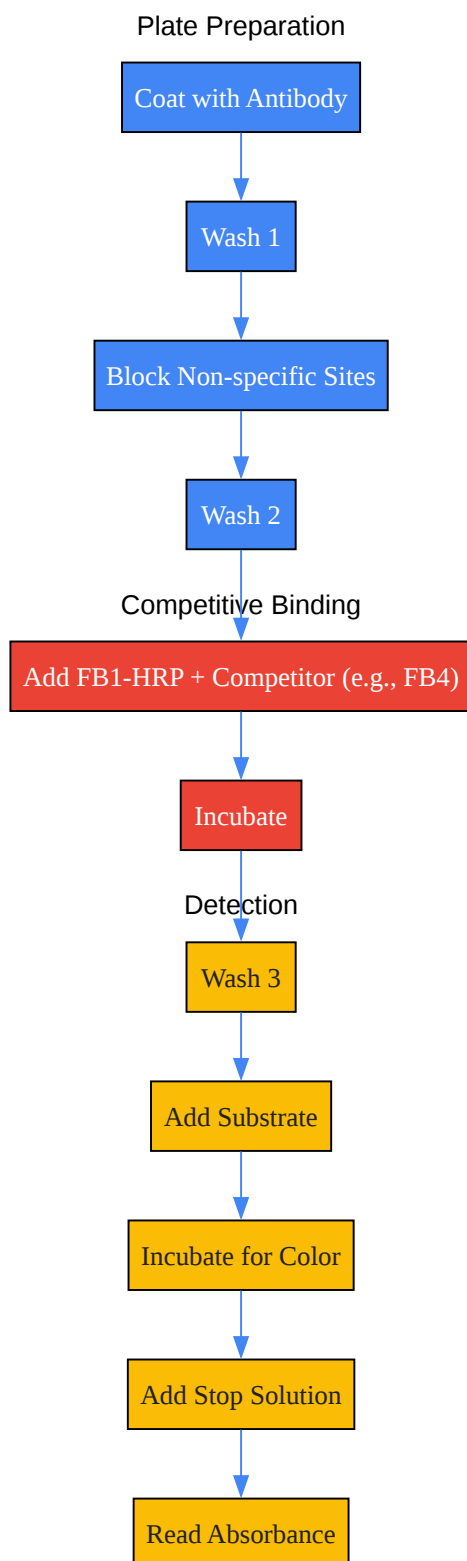 Plate Preparation
Coat with Antibody
Wash 1
Block Non-specific Sites
Wash 2
Competitive Binding
Add FB1-HRP + Competitor (e.g., FB4)
Incubate
Detection
Wash 3
Add Substrate
Incubate for Color
Add Stop Solution
Read Absorbance